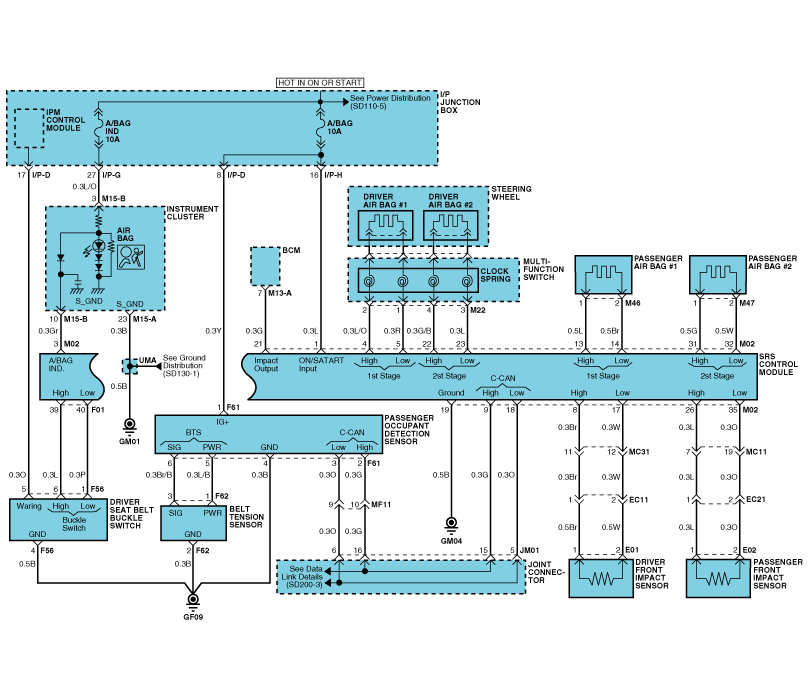 HOT IN ON OR START
See Power Distribution
(SD110-5)
I/P
JUNCTION
BOX
IPM
CONTROL
MODULE
A/BAG
IND
10A
A/BAG
10A
17 I/P-D
27 I/P-G
8 I/P-D
16 I/P-H
0.3L/O
3 M15-B
INSTRUMENT
CLUSTER
AIR
BAG
S_GND
S_GND
10 M15-B
23 M15-A
0.3Gr
0.3B
0.3Y
0.3G
0.3L
STEERING
WHEEL
DRIVER
AIR BAG #1
DRIVER
AIR BAG #2
BCM
7 M13-A
MULTI-
FUNCTION
SWITCH
CLOCK
SPRING
2 1 4 3 M22
0.3L/O 0.3R 0.3G/B 0.3L
PASSENGER
AIR BAG #1
PASSENGER
AIR BAG #2
1 2 M46
1 2 M47
0.5L 0.5Br
0.5G 0.5W
3 M02
A/BAG
IND.
High Low
39 40 F01
UMA
See Ground
Distribution
(SD130-1)
0.5B
GM01
21 1 4 5 22 23 13 14 31 32 M02
Impact
Output
ON/SATART
Input
High Low
1st Stage
High Low
2st Stage
High Low
1st Stage
High Low
2st Stage
SRS
CONTROL
MODULE
C-CAN
Ground High Low
High Low
High Low
19 9 18 8 17 26 35 M02
1 F61
IG+
PASSENGER
OCCUPANT
DETECTION
SENSOR
BTS
SIG PWR
GND
C-CAN
Low High
6 5 4 3 2 F61
0.3O 0.3L 0.3P
0.3Br/B 0.3L/B 0.3B
9 10 MF11
0.3O 0.3G
0.5B 0.3G 0.3O
GM04
0.3Br 0.3W
0.3L 0.3O
11 12 MC31
7 19 MC11
0.3Br 0.3W
0.3L 0.3O
1 2 EC11
1 2 EC21
0.5Br 0.5W
0.3L 0.3O
5 6 1 F56
Waring High Low
Buckle
Switch
GND
DRIVER
SEAT BELT
BUCKLE
SWITCH
4 F56
0.5B
3 1 F62
SIG PWR
GND
BELT
TENSION
SENSOR
2 F62
0.3B
GF09
6 16 15 5 JM01
See Data
Link Details
(SD200-3)
JOINT
CONNEC-
TOR
1 2 E01
DRIVER
FRONT
IMPACT
SENSOR
1 2 E02
PASSENGER
FRONT
IMPACT
SENSOR